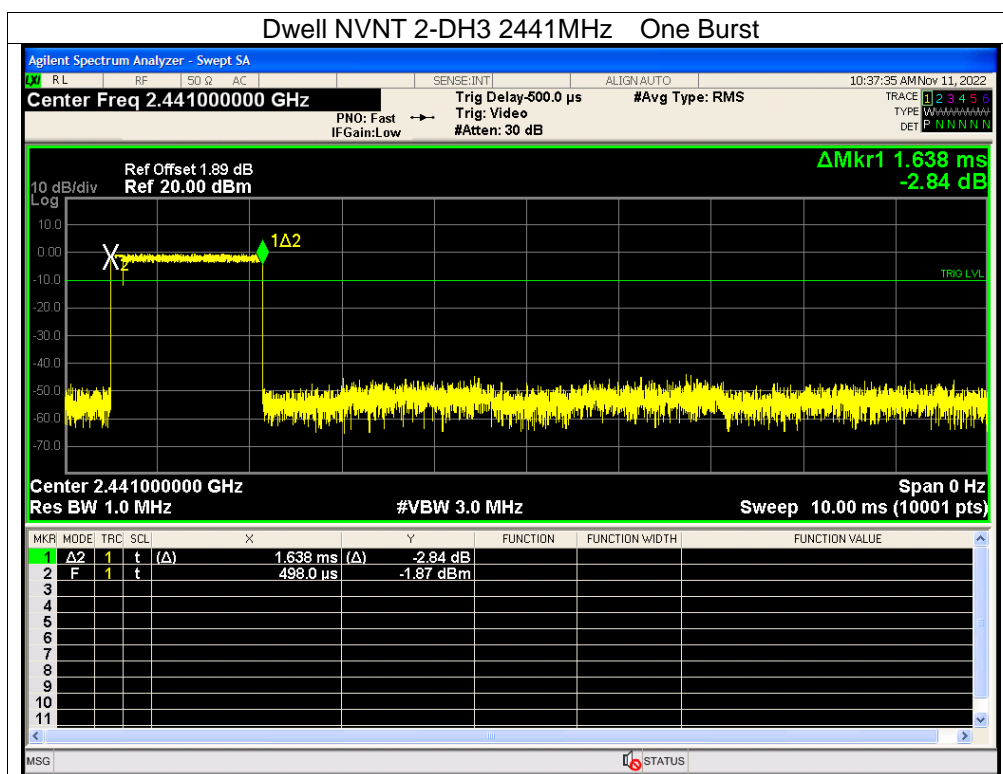 Dwell NVNT 2-DH3 2441MHz One Burst
Agilent Spectrum Analyzer - Swept SA
LXI RL RF 50 Ω AC SENSE:INT ALIGN AUTO 10:37:35 AM Nov 11, 2022
Center Freq 2.441000000 GHz Trig Delay-500.0 µs #Avg Type: RMS TRACE 1 2 3 4 5 6
PNO: Fast Trig: Video TYPE WWWWWW
IFGain:Low #Atten: 30 dB DET P N N N N N
ΔMkr1 1.638 ms
-2.84 dB
Ref Offset 1.89 dB
10 dB/div Ref 20.00 dBm
Log
10.0
1Δ2
0.00
2
TRIG LVL
-10.0
-20.0
-30.0
-40.0
-50.0
-60.0
-70.0
Center 2.441000000 GHz Span 0 Hz
Res BW 1.0 MHz #VBW 3.0 MHz Sweep 10.00 ms (10001 pts)
MKR MODE TRC SCL X Y FUNCTION FUNCTION WIDTH FUNCTION VALUE
1 Δ2 1 t (Δ) 1.638 ms (Δ) -2.84 dB
2 F 1 t 498.0 µs -1.87 dBm
3
4
5
6
7
8
9
10
11
MSG STATUS